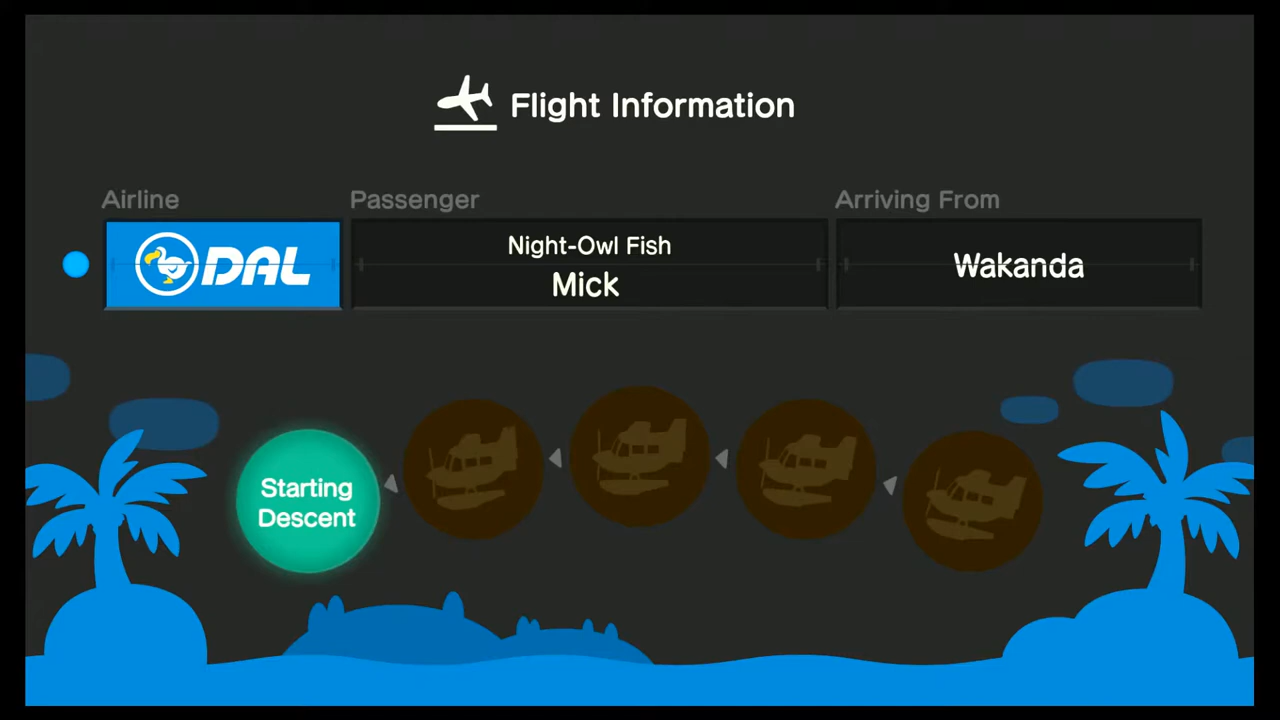 Flight Information
Airline
Passenger
Arriving From
DAL
Night-Owl Fish
Mick
Wakanda
Starting
Descent